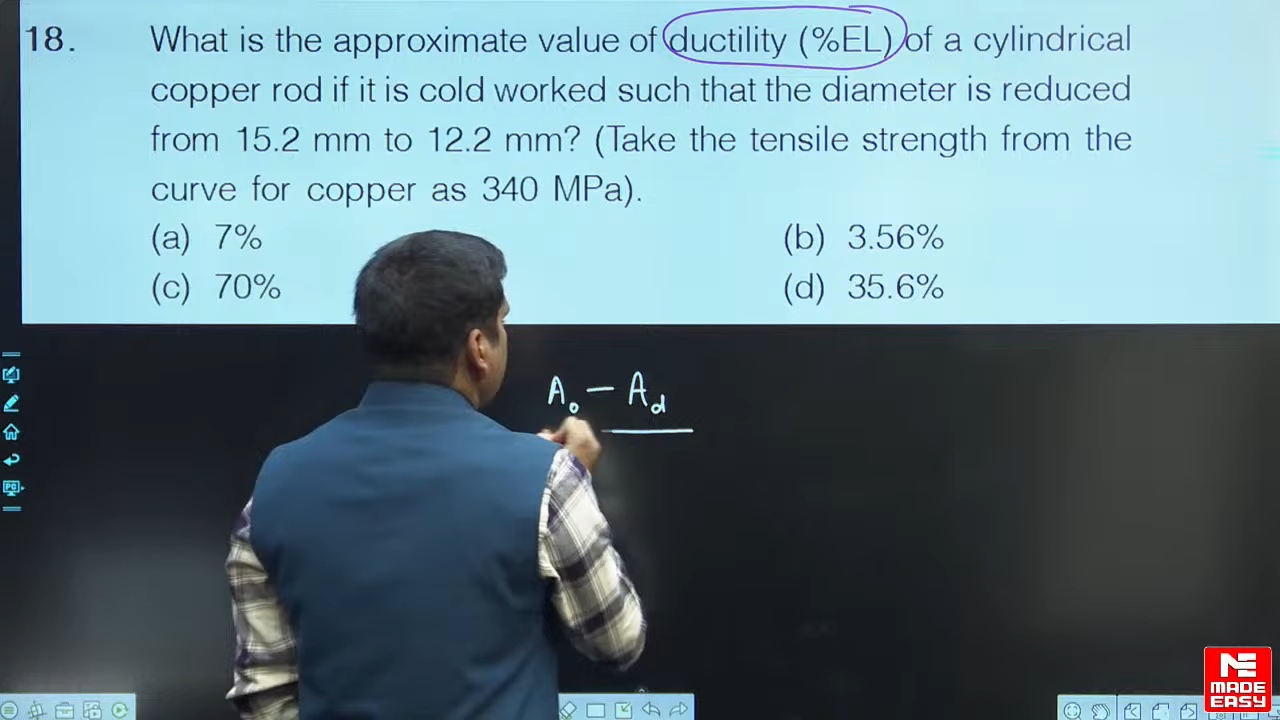 18. What is the approximate value of ductility (%EL) of a cylindrical
copper rod if it is cold worked such that the diameter is reduced
from 15.2 mm to 12.2 mm? (Take the tensile strength from the
curve for copper as 340 MPa).
(a) 7% (b) 3.56%
(c) 70% (d) 35.6%
A₀ - A_d
ME
MADE
EASY